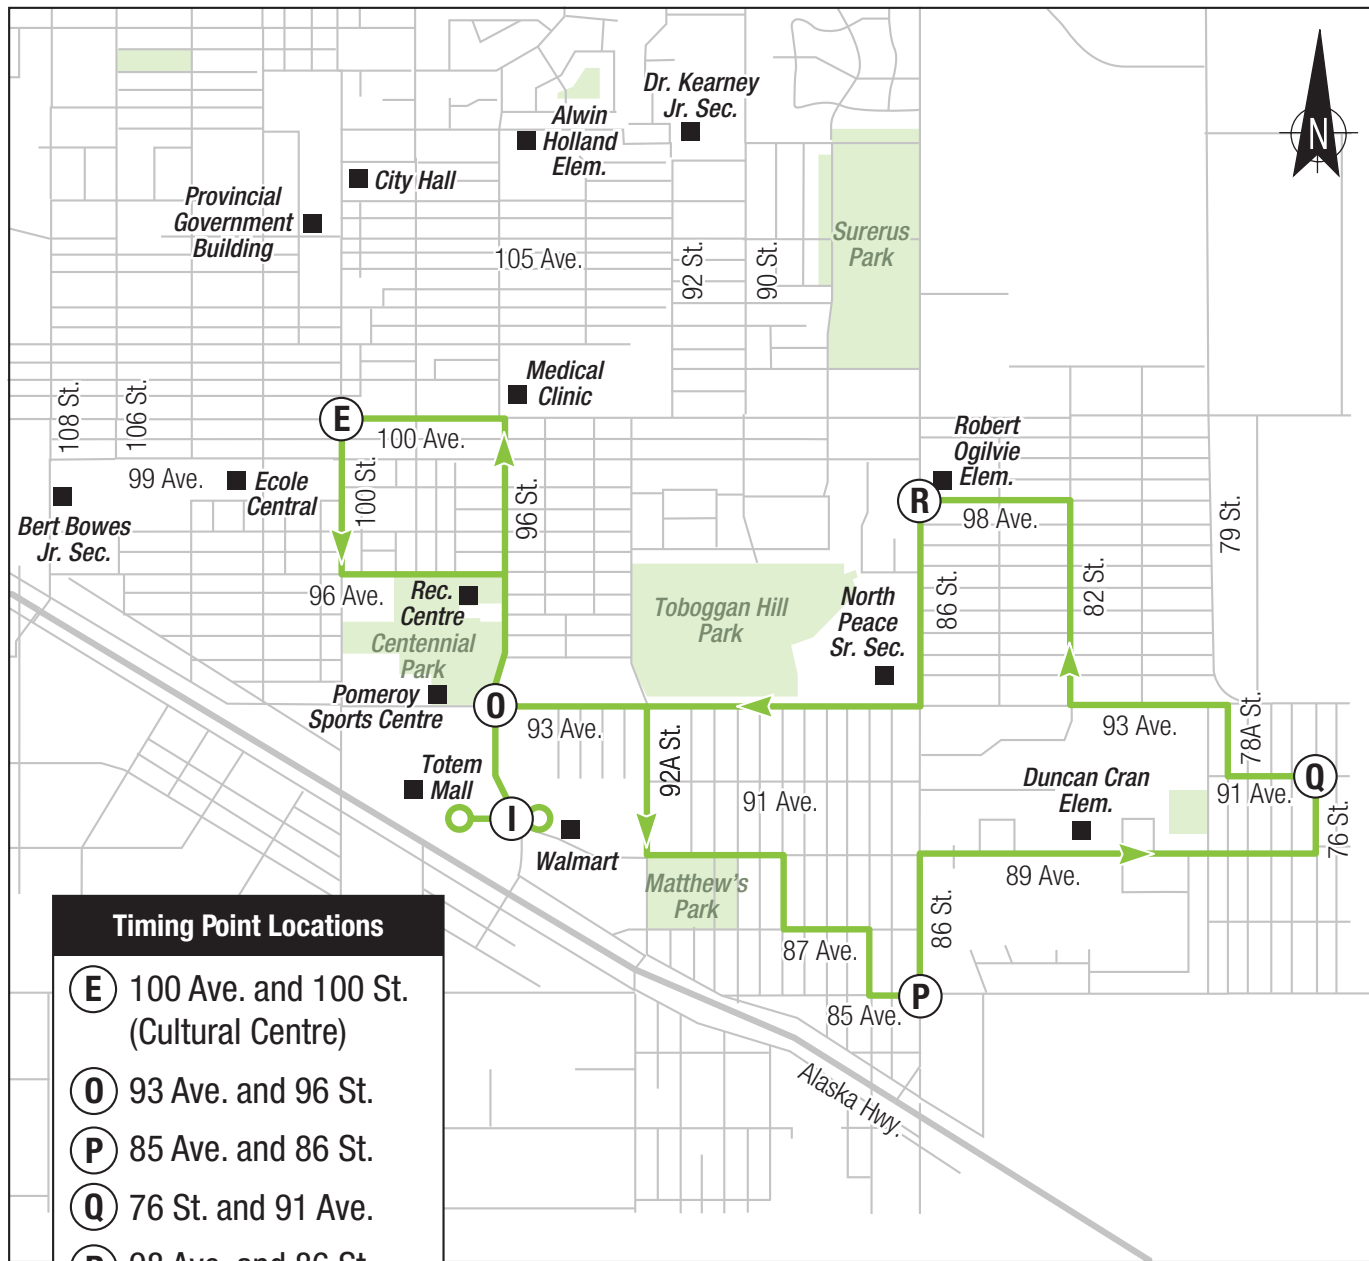 Dr. Kearney
Jr. Sec.
Alwin
Holland
Elem.
N
City Hall
Provincial
Government
Building
Surerus
Park
105 Ave.
92 St.
90 St.
Medical
Clinic
108 St.
106 St.
E
100 Ave.
Robert
Ogilvie
Elem.
99 Ave.
Ecole
Central
100 St.
96 St.
R
98 Ave.
79 St.
Bert Bowes
Jr. Sec.
96 Ave.
Rec.
Centre
Toboggan Hill
Park
North
Peace
Sr. Sec.
86 St.
82 St.
Centennial
Park
Pomeroy
Sports Centre
O
93 Ave.
93 Ave.
78A St.
92A St.
Totem
Mall
91 Ave.
Duncan Cran
Elem.
91 Ave.
Q
76 St.
I
Walmart
Matthew's
Park
89 Ave.
86 St.
87 Ave.
P
85 Ave.
Alaska Hwy.
Timing Point Locations
E 100 Ave. and 100 St.
(Cultural Centre)
O 93 Ave. and 96 St.
P 85 Ave. and 86 St.
Q 76 St. and 91 Ave.
R 98 Ave. and 86 St.